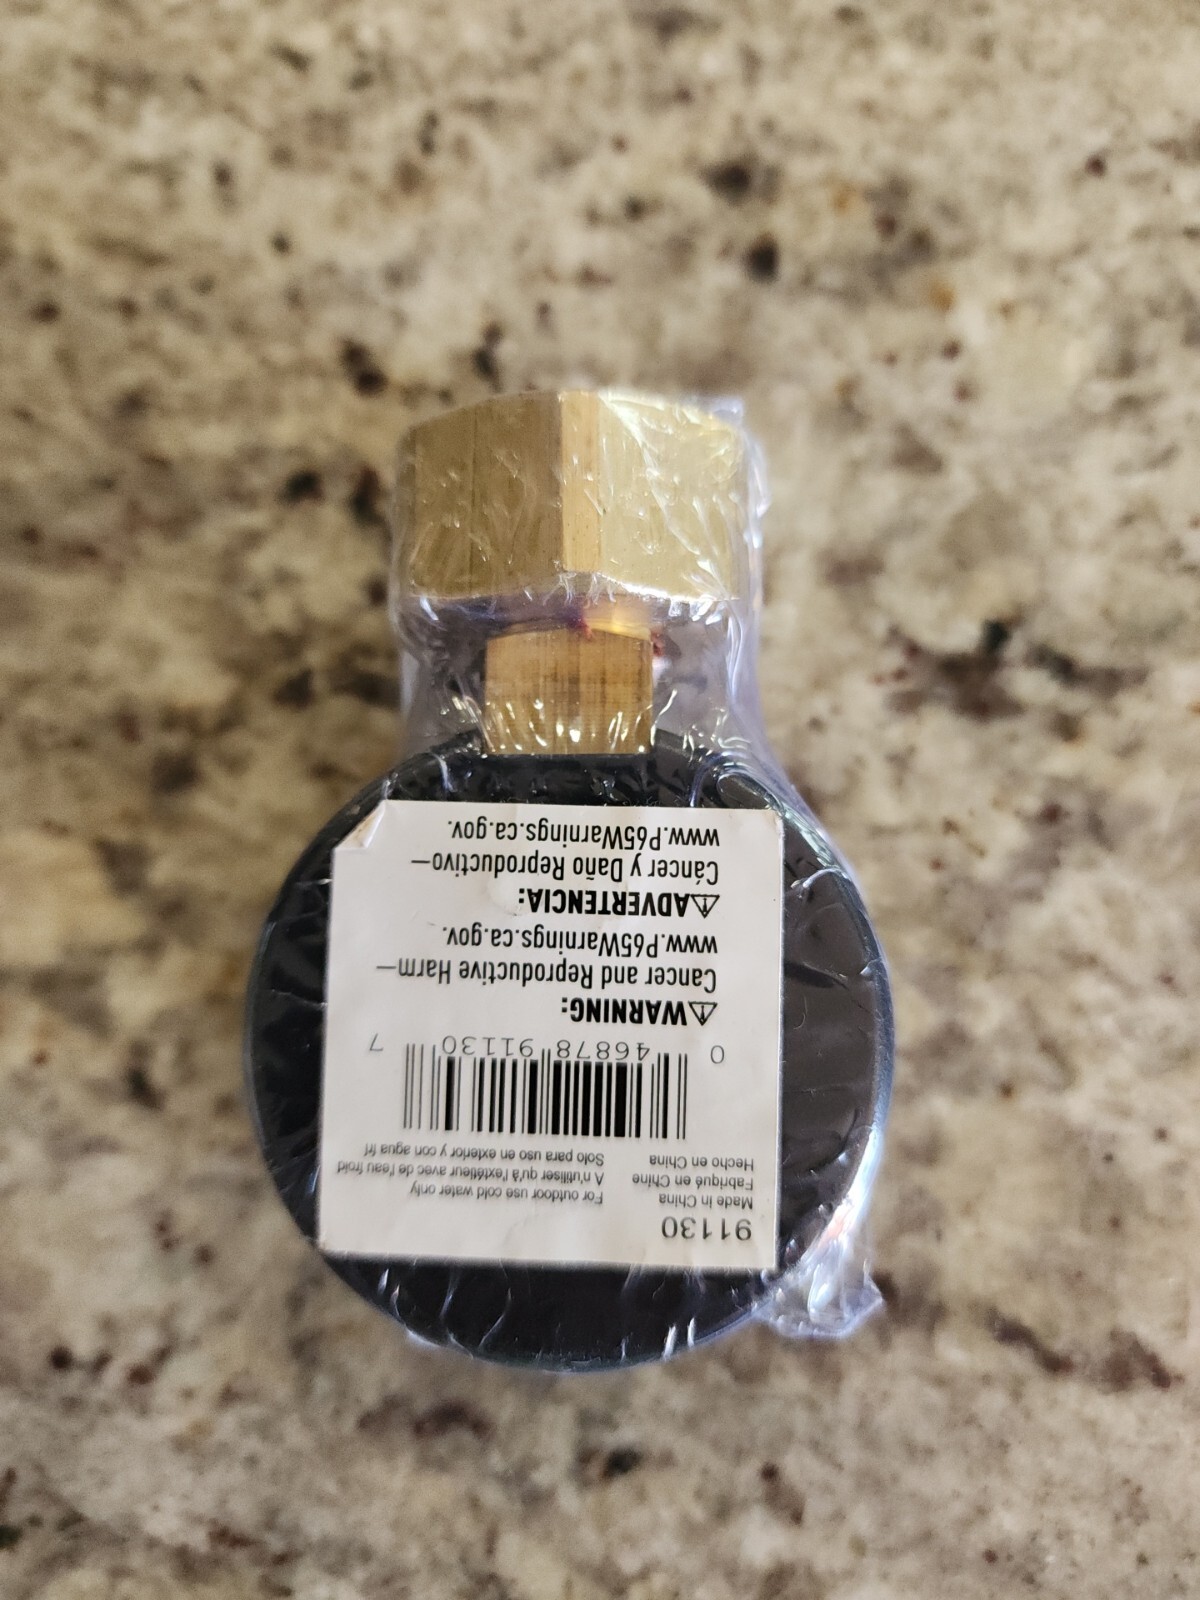 91130
Made in China
Fabriqué en Chine
Hecho en China
For outdoor use cold water only
A n'utiliser qu'à l'extétieur avec de l'eau froid
Solo para uso en exterior y con agua frí
0 46878 91130 7
⚠WARNING:
Cancer and Reproductive Harm—
www.P65Warnings.ca.gov.
⚠ADVERTENCIA:
Cáncer y Daño Reproductivo—
www.P65Warnings.ca.gov.